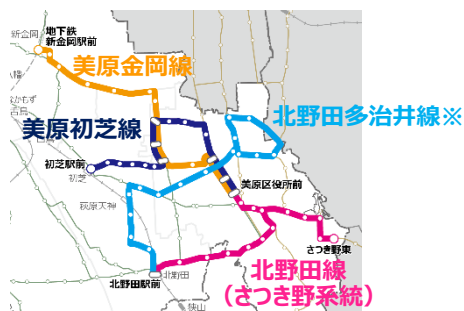 地下鉄
新金岡
新金岡駅前
美原金岡線
北野田多治井線※
美原初芝線
初芝駅前
初芝
美原区役所前
萩原天神
さつき野東
北野田
北野田駅前
北野田線
（さつき野系統）
狭山